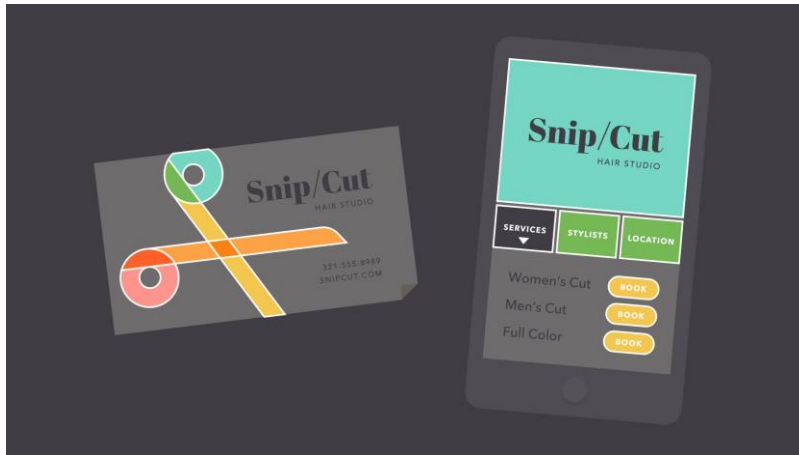 Snip/Cut
HAIR STUDIO
321.555.8989
SNIPCUT.COM
Snip/Cut
HAIR STUDIO
SERVICES
STYLISTS
LOCATION
Women's Cut
BOOK
Men's Cut
BOOK
Full Color
BOOK